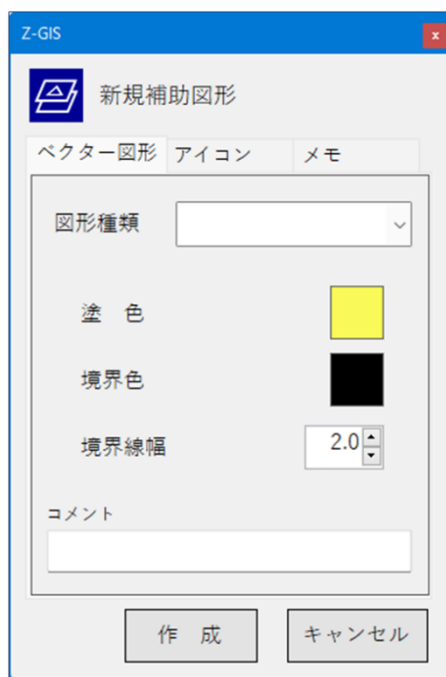 Z-GIS
x
新規補助図形
ベクター図形 アイコン メモ
図形種類
塗 色
境界色
境界線幅 2.0
コメント
作 成 キャンセル